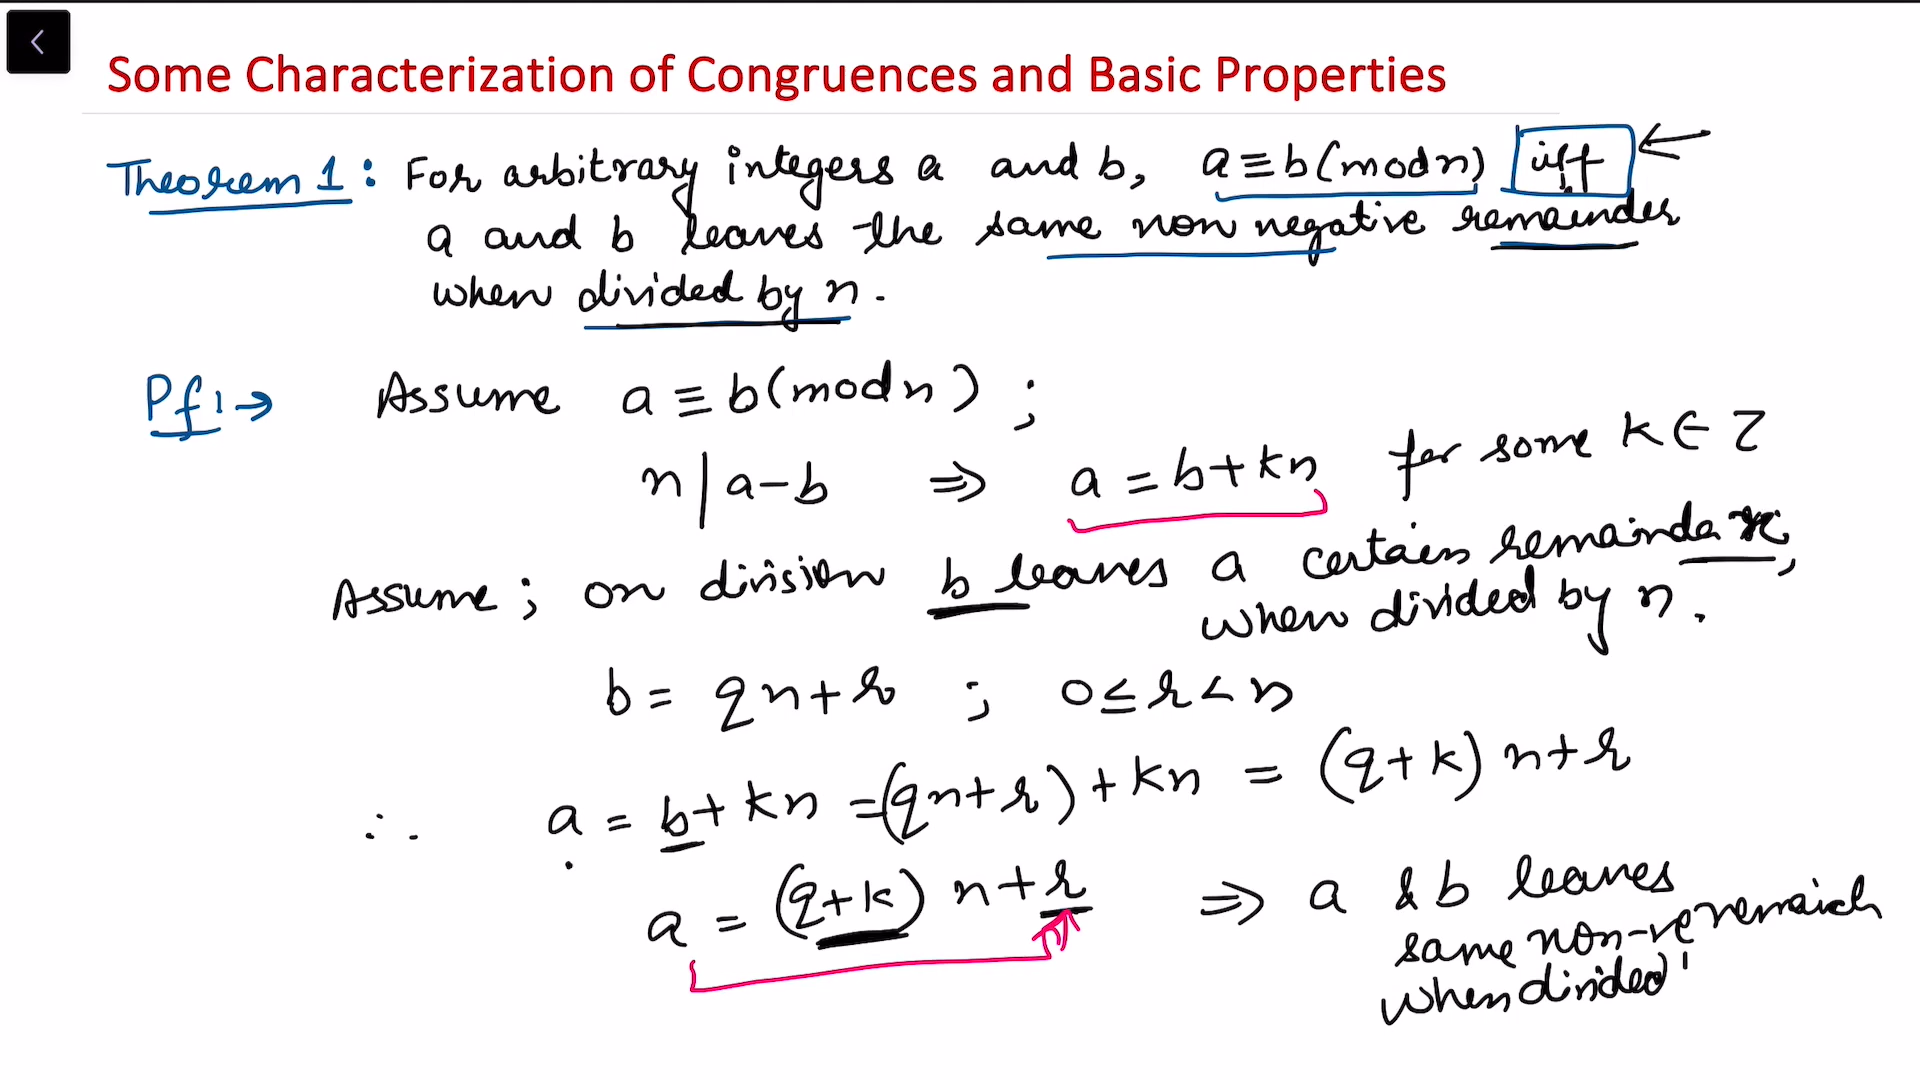 Some Characterization of Congruences and Basic Properties
Theorem 1 : For arbitrary integers a and b, a≡b(mod n) iff
a and b leaves the same non negative remainder
when divided by n.
Pf:→ Assume a ≡ b(mod n) ;
n | a-b ⇒ a = b+kn for some k ∈ Z
Assume ; on division b leaves a certain remainder r,
when divided by n.
b = qn+r ; 0≤r<n
∴ a = b+kn =(qn+r)+kn = (q+k) n+r
a = (q+k) n+r ⇒ a & b leaves
same non-ve
when divided